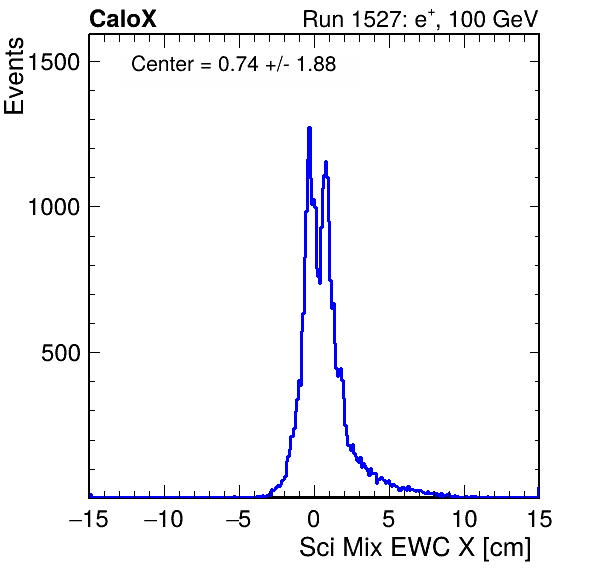 CaloX Run 1527: e⁺, 100 GeV
Events
Center = 0.74 +/- 1.88
1500
1000
500
−15 −10 −5 0 5 10 15
Sci Mix EWC X [cm]